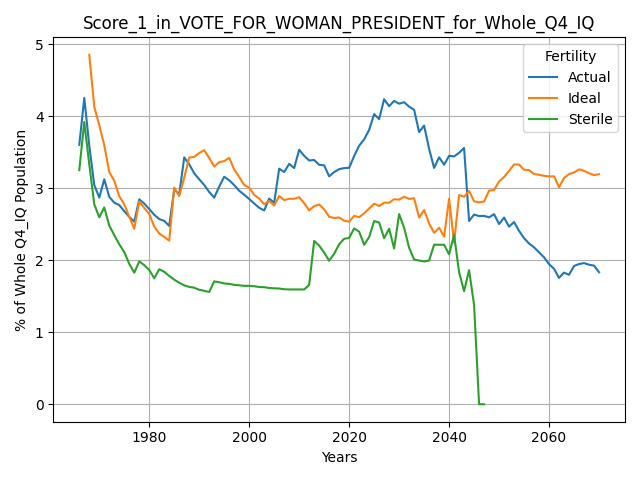 Score_1_in_VOTE_FOR_WOMAN_PRESIDENT_for_Whole_Q4_IQ
% of Whole Q4_IQ Population
5
4
3
2
1
0
Fertility
Actual
Ideal
Sterile
1980
2000
2020
2040
2060
Years